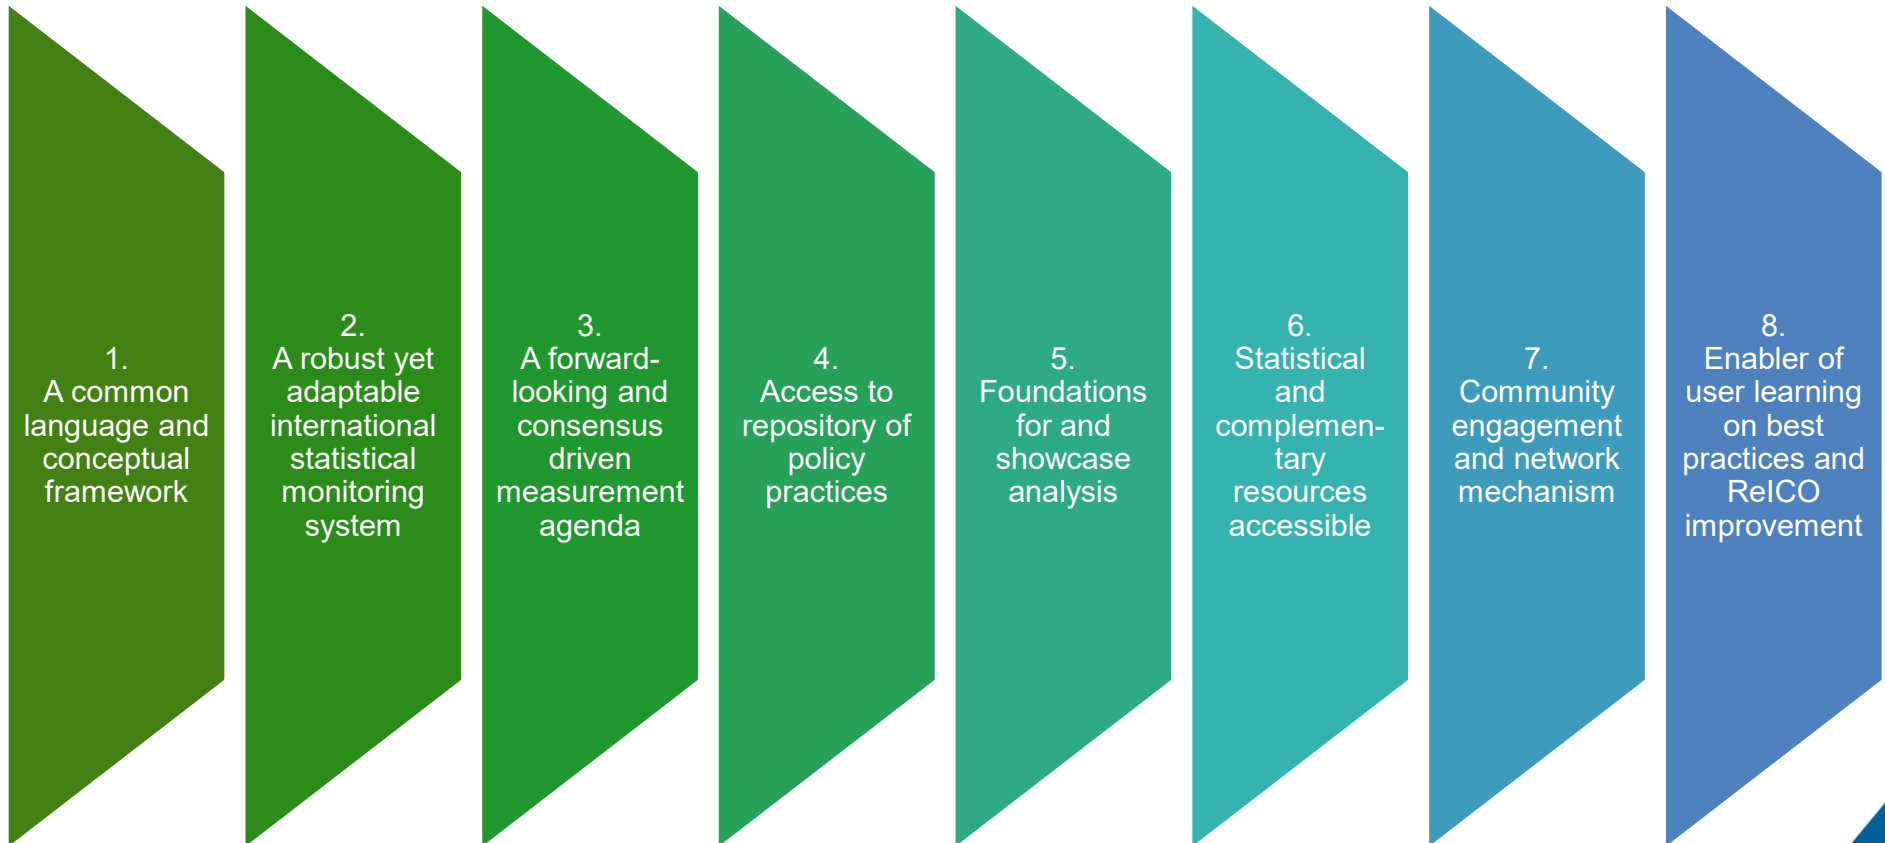 1.
A common
language and
conceptual
framework
2.
A robust yet
adaptable
international
statistical
monitoring
system
3.
A forward-
looking and
consensus
driven
measurement
agenda
4.
Access to
repository of
policy
practices
5.
Foundations
for and
showcase
analysis
6.
Statistical
and
complemen-
tary
resources
accessible
7.
Community
engagement
and network
mechanism
8.
Enabler of
user learning
on best
practices and
ReICO
improvement